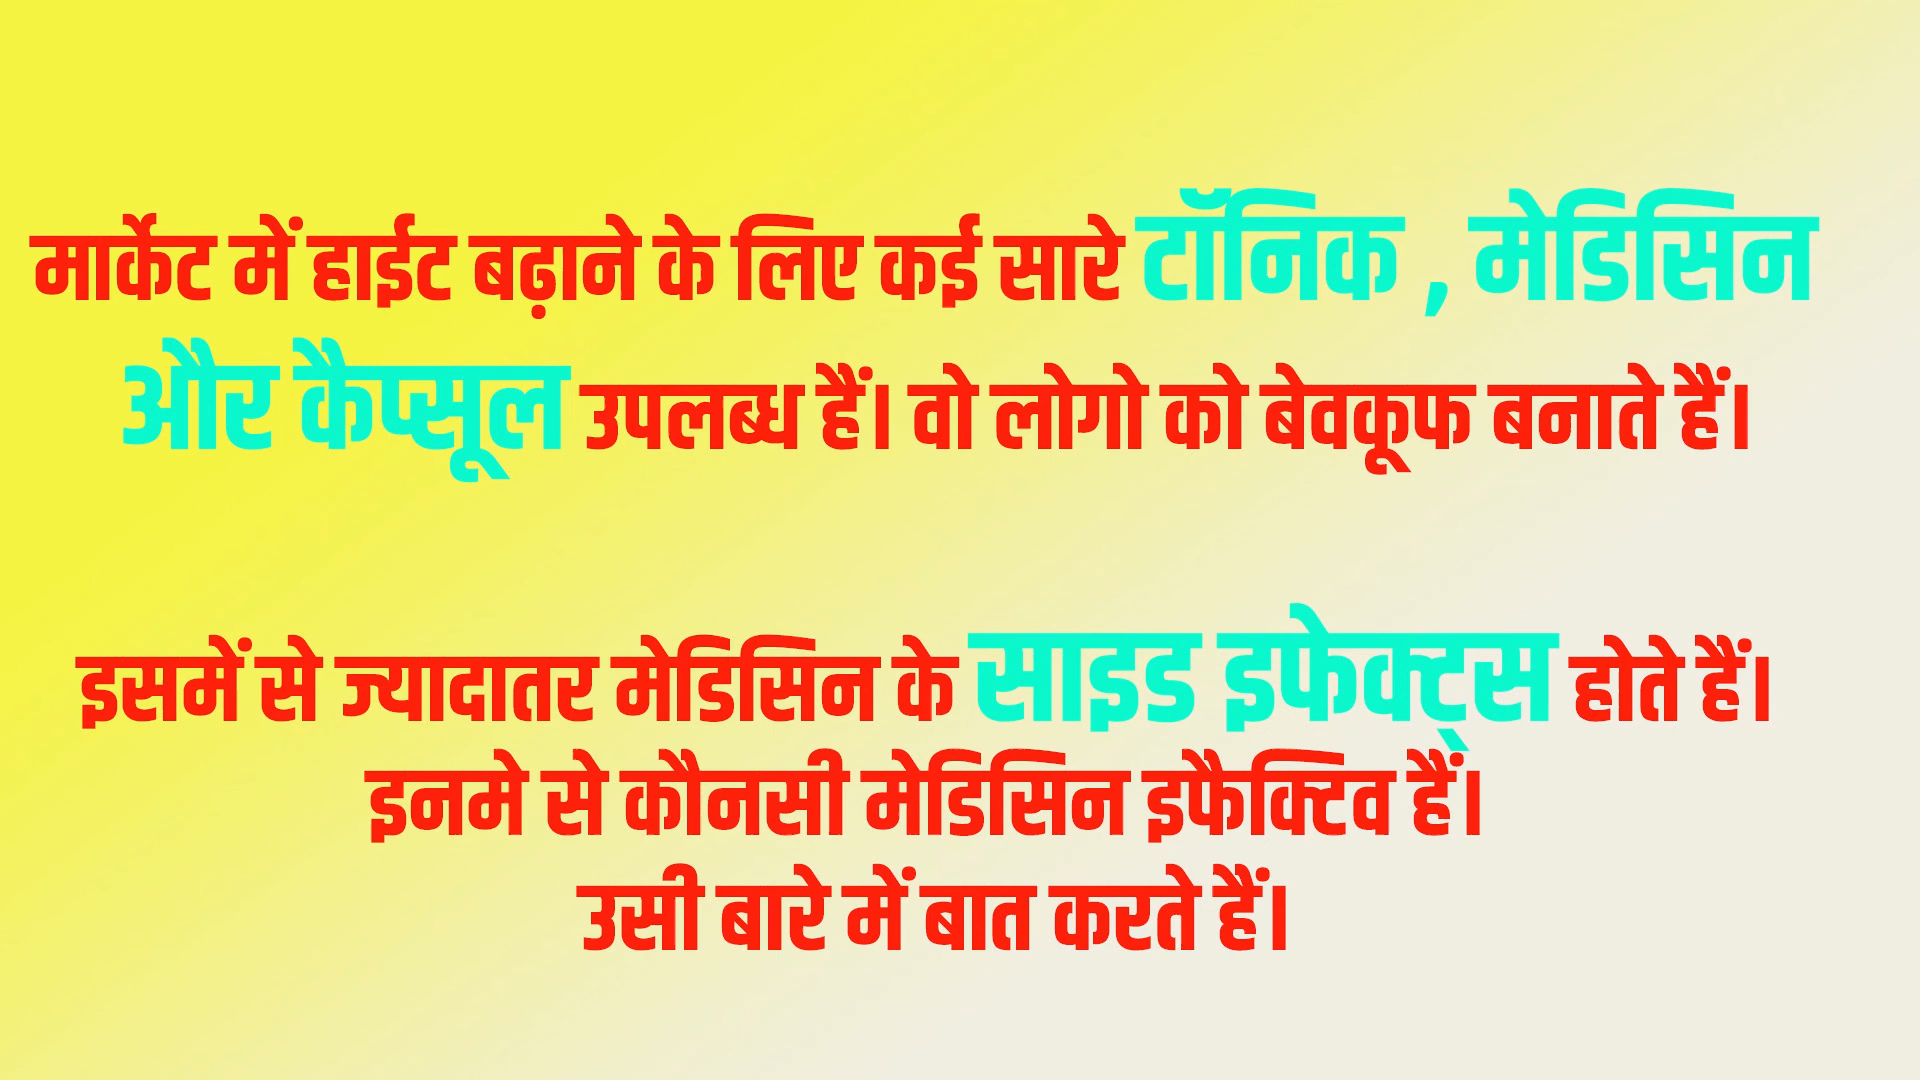 मार्केट में हाईट बढ़ाने के लिए कई सारे टॉनिक , मेडिसिन
और कैप्सूल उपलब्ध हैं। वो लोगो को बेवकूफ बनाते हैं।
इसमें से ज्यादातर मेडिसिन के साइड इफेक्ट्स होते हैं।
इनमे से कौनसी मेडिसिन इफैक्टिव हैं।
उसी बारे में बात करते हैं।